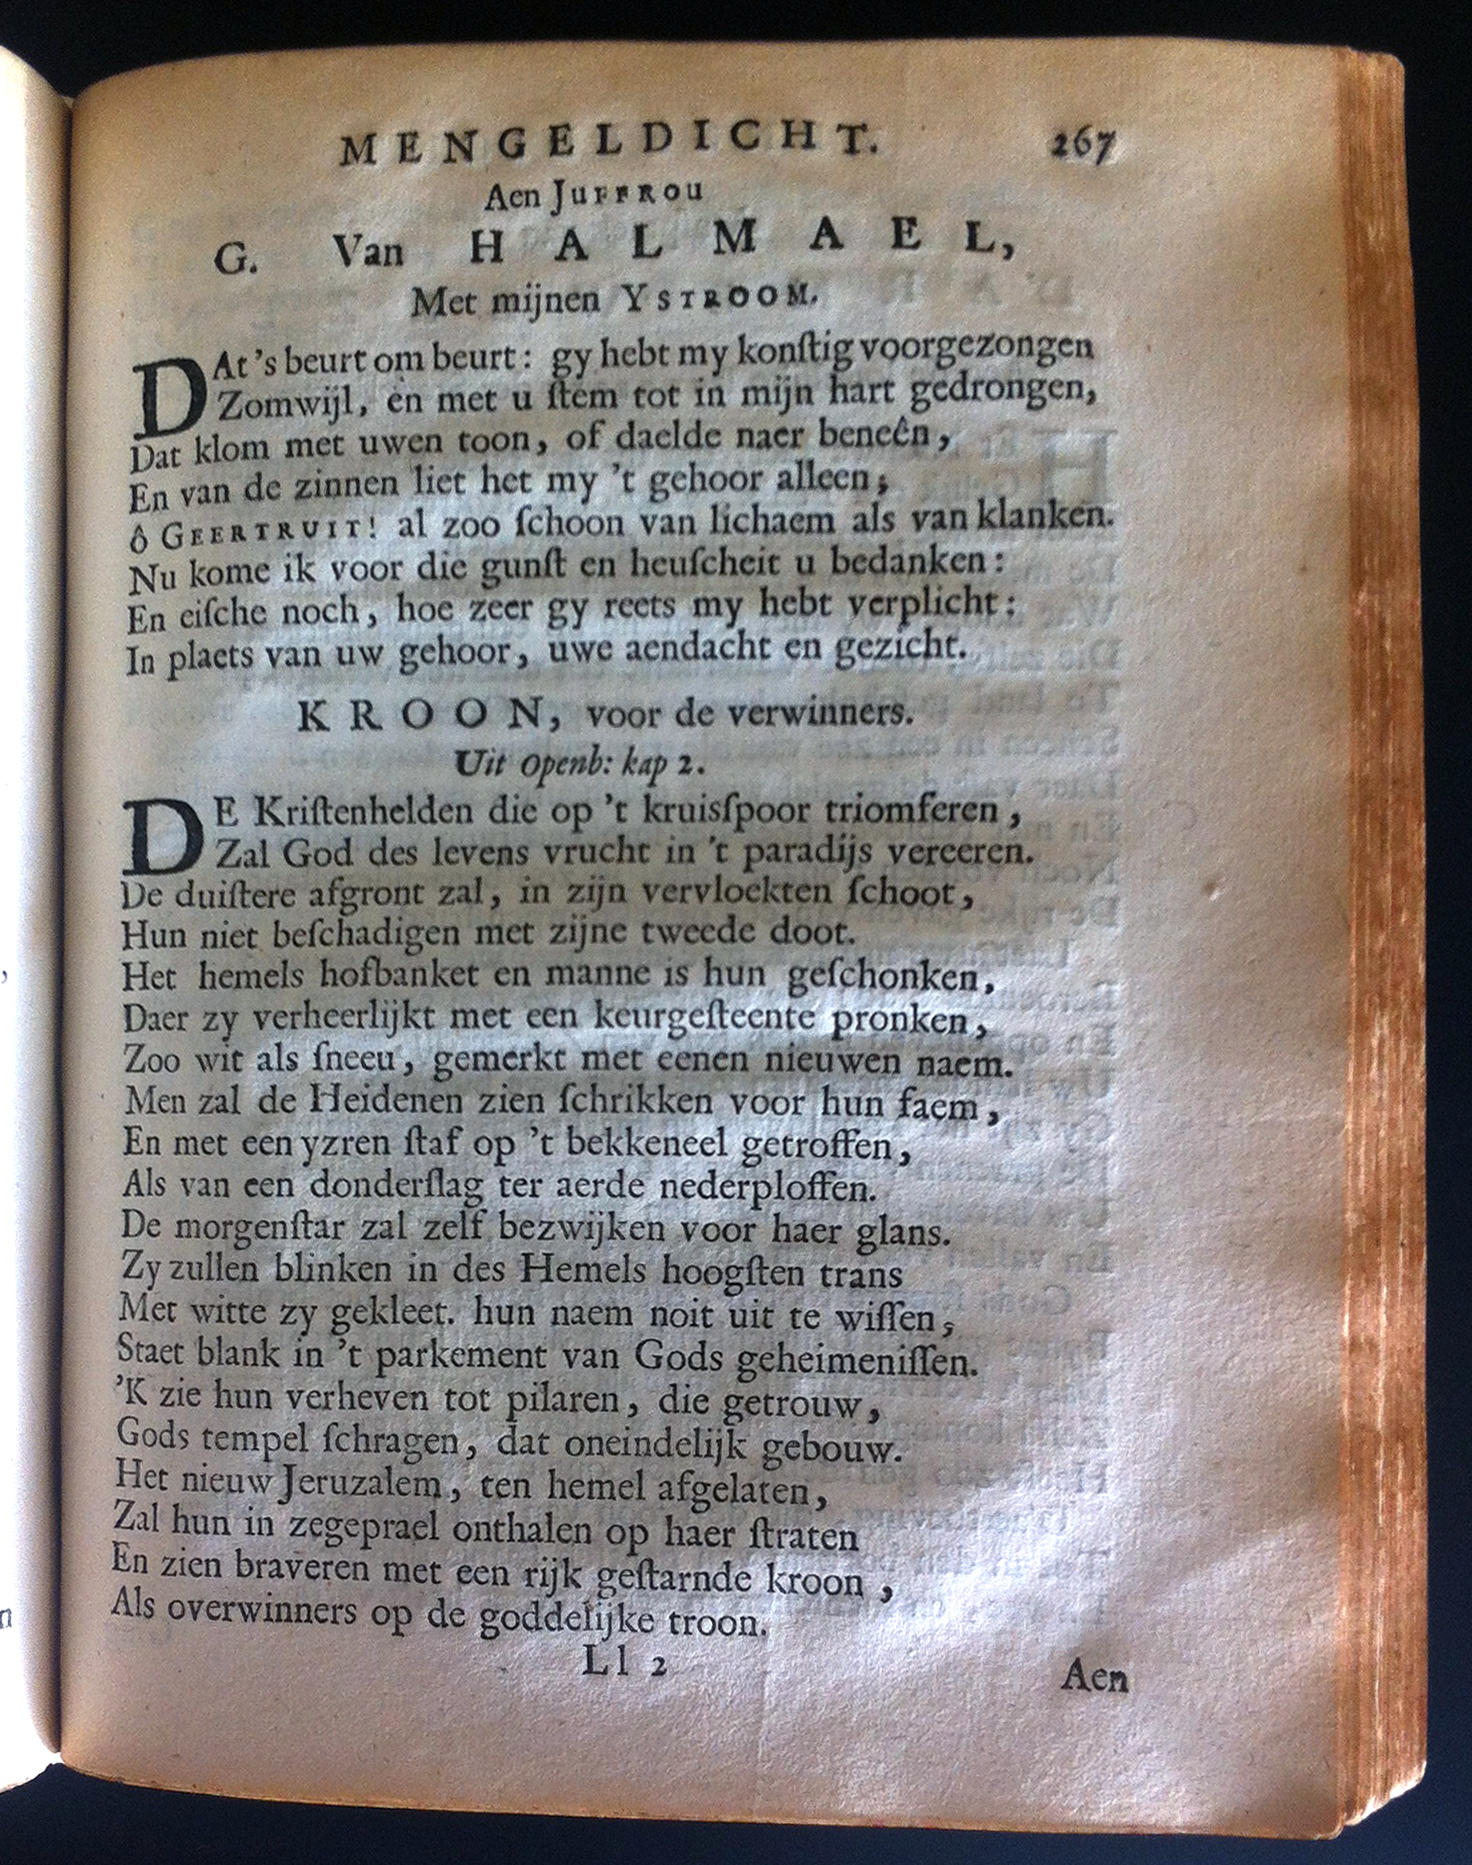 MENGELDICHT. 267
Aen JUFFROU
G. Van HALMAEL,
Met mijnen YSTROOM.
DAt 's beurt om beurt: gy hebt my konſtig voorgezongen
Zomwijl, en met u ſtem tot in mijn hart gedrongen,
Dat klom met uwen toon, of daelde naer beneên,
En van de zinnen liet het my 't gehoor alleen;
ô GEERTRUIT! al zoo ſchoon van lichaem als van klanken.
Nu kome ik voor die gunſt en heuſcheit u bedanken:
En eiſche noch, hoe zeer gy reets my hebt verplicht:
In plaets van uw gehoor, uwe aendacht en gezicht.
KROON, voor de verwinners.
Uit Openb: kap 2.
DE Kriſtenhelden die op 't kruisſpoor triomferen,
Zal God des levens vrucht in 't paradijs vereeren.
De duiſtere afgront zal, in zijn vervloekten ſchoot,
Hun niet beſchadigen met zijne tweede doot.
Het hemels hofbanket en manne is hun geſchonken,
Daer zy verheerlijkt met een keurgeſteente pronken,
Zoo wit als ſneeu, gemerkt met eenen nieuwen naem.
Men zal de Heidenen zien ſchrikken voor hun faem,
En met een yzren ſtaf op 't bekkeneel getroffen,
Als van een donderſlag ter aerde nederploffen.
De morgenſtar zal zelf bezwijken voor haer glans.
Zy zullen blinken in des Hemels hoogſten trans
Met witte zy gekleet. hun naem noit uit te wiſſen,
Staet blank in 't parkement van Gods geheimeniſſen.
'K zie hun verheven tot pilaren, die getrouw,
Gods tempel ſchragen, dat oneindelijk gebouw.
Het nieuw Jeruzalem, ten hemel afgelaten,
Zal hun in zegeprael onthalen op haer ſtraten
En zien braveren met een rijk geſtarnde kroon,
Als overwinners op de goddelijke troon.
Ll 2 Aen